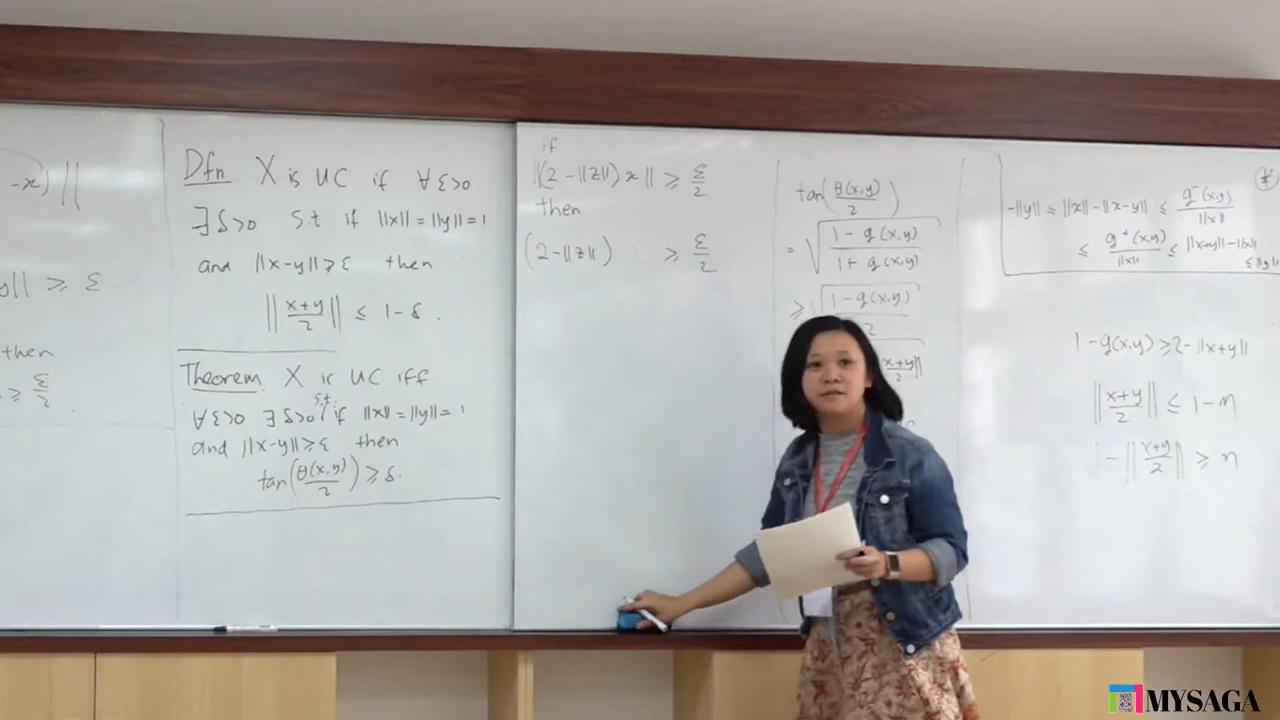 -x) ||
y|| ≥ ε
then
≥ ε/2
Dfn X is UC if ∀ ε>0
∃ δ>0 s.t if ||x|| = ||y|| = 1
and ||x-y|| ≥ ε then
|| x+y/2 || ≤ 1 - δ.
Theorem. X is UC iff
∀ε>0 ∃ δ>0 s.t. if ||x|| = ||y|| = 1
and ||x-y|| ≥ ε then
tan(θ(x,y)/2) ≥ δ.
if
||(2 - ||z||) x || ≥ ε/2
then
(2 - ||z||) ≥ ε/2
tan(θ(x,y)/2)
= √(1 - g(x,y)/1 + g(x,y))
≥ √(1 - g(x,y)/2)
x+y/2 ||
(*)
-||y|| ≤ ||x|| - ||x-y|| ≤ g⁻(x,y)/||x||
≤ g⁺(x,y)/||x|| ≤ ||x+y|| - ||x||
≤ ||y||
1 - g(x,y) ≥ 2 - ||x+y||
|| x+y/2 || ≤ 1 - η
1 - || x+y/2 || ≥ η
MYSAGA